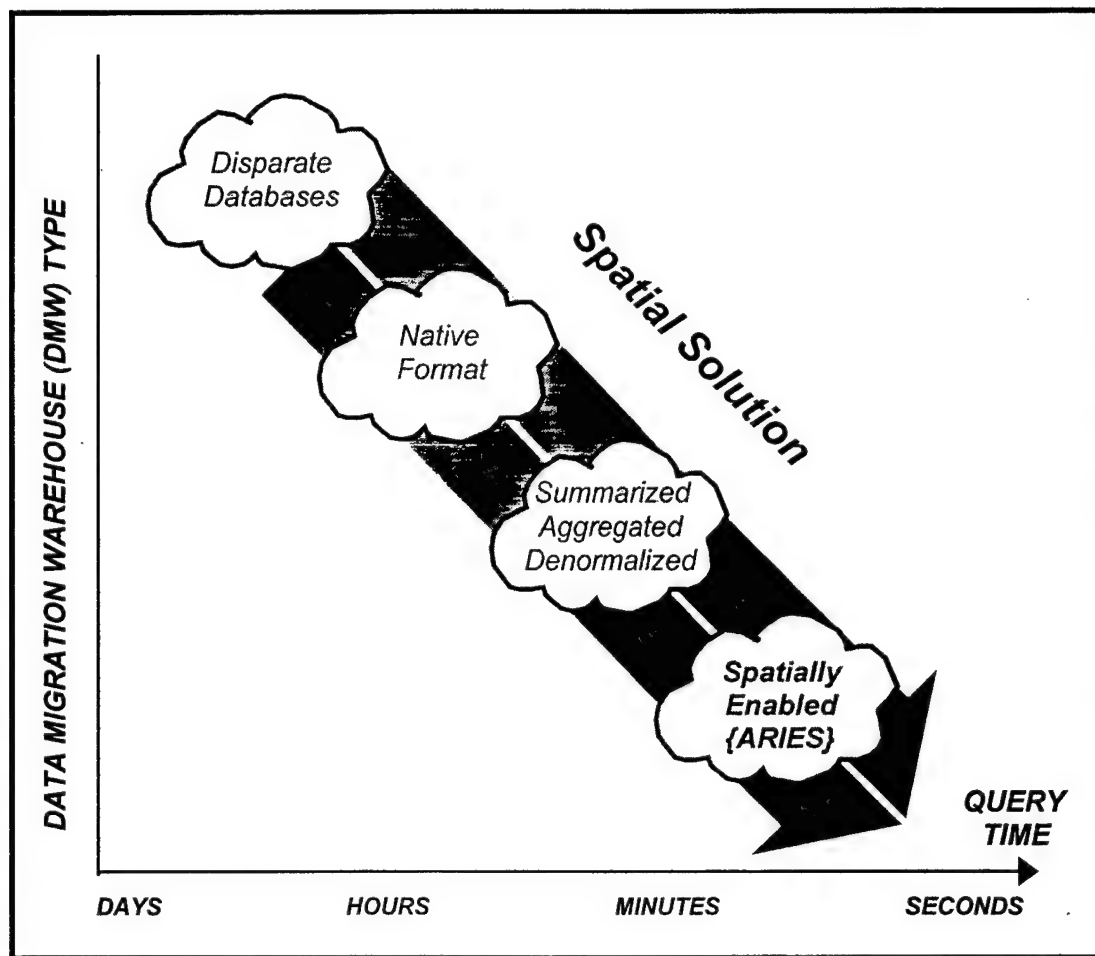 DATA MIGRATION WAREHOUSE (DMW) TYPE
Disparate
Databases
Native
Format
Spatial Solution
Summarized
Aggregated
Denormalized
Spatially
Enabled
{ARIES}
QUERY
TIME
DAYS HOURS MINUTES SECONDS